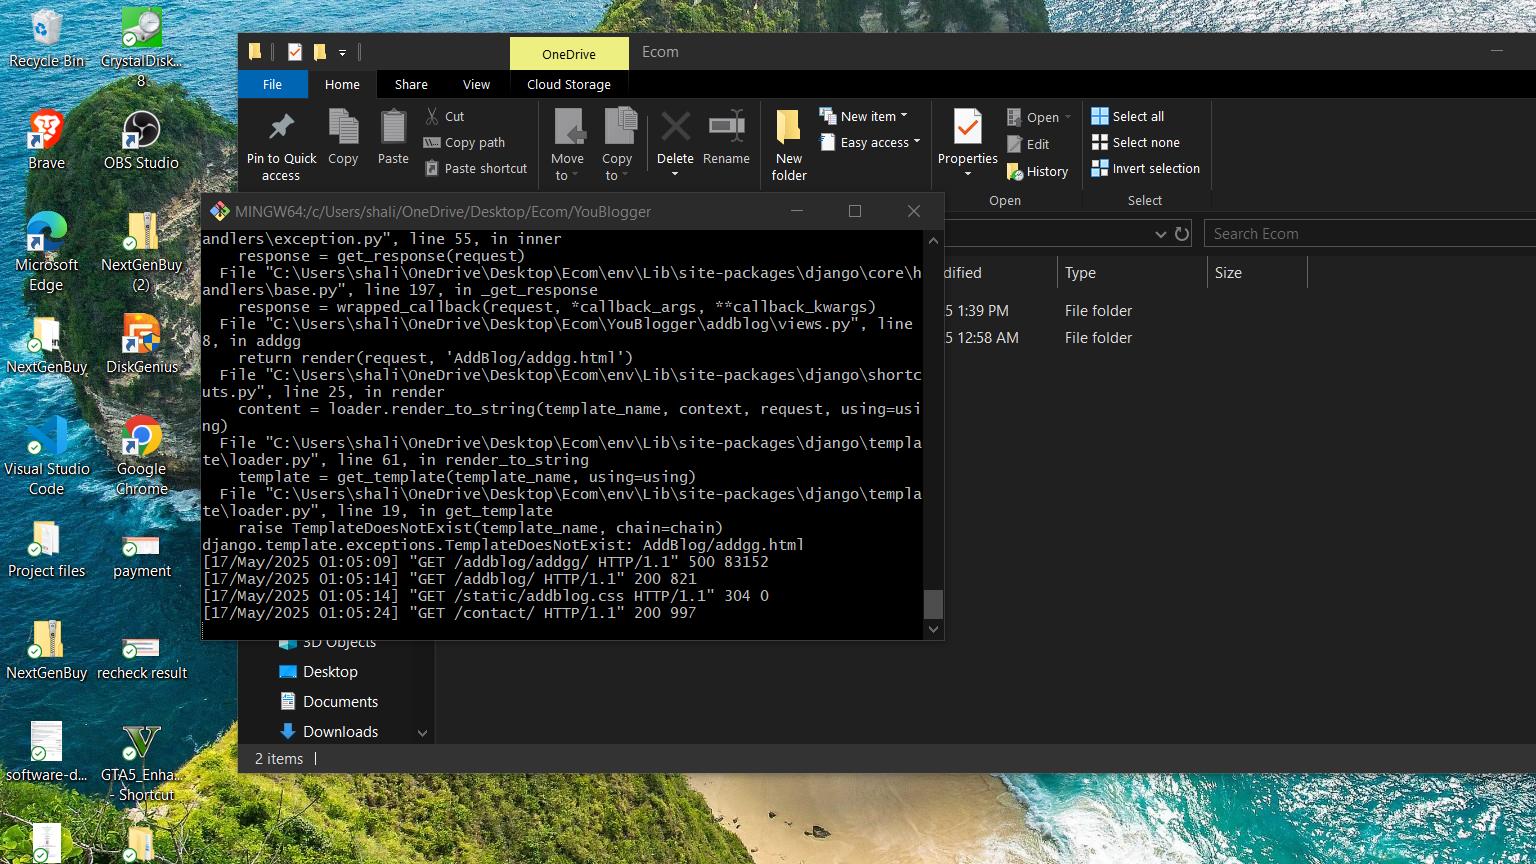 Recycle Bin
CrystalDisk...
8
Brave
OBS Studio
Microsoft
Edge
NextGenBuy
(2)
NextGenBuy
DiskGenius
Visual Studio
Code
Google
Chrome
Project files
payment
NextGenBuy
recheck result
software-d...
GTA5_Enha...
- Shortcut
OneDrive
Ecom
File
Home
Share
View
Cloud Storage
Pin to Quick
access
Copy
Paste
Cut
Copy path
Paste shortcut
Move
to
Copy
to
Delete
Rename
New
folder
New item
Easy access
Properties
Open
Edit
History
Open
Select all
Select none
Invert selection
Select
Search Ecom
dified
Type
Size
5 1:39 PM
File folder
5 12:58 AM
File folder
MINGW64:/c/Users/shali/OneDrive/Desktop/Ecom/YouBlogger
andlers\exception.py", line 55, in inner
response = get_response(request)
File "C:\Users\shali\OneDrive\Desktop\Ecom\env\Lib\site-packages\django\core\h
andlers\base.py", line 197, in _get_response
response = wrapped_callback(request, *callback_args, **callback_kwargs)
File "C:\Users\shali\OneDrive\Desktop\Ecom\YouBlogger\addblog\views.py", line
8, in addgg
return render(request, 'AddBlog/addgg.html')
File "C:\Users\shali\OneDrive\Desktop\Ecom\env\Lib\site-packages\django\shortc
uts.py", line 25, in render
content = loader.render_to_string(template_name, context, request, using=usi
ng)
File "C:\Users\shali\OneDrive\Desktop\Ecom\env\Lib\site-packages\django\templa
te\loader.py", line 61, in render_to_string
template = get_template(template_name, using=using)
File "C:\Users\shali\OneDrive\Desktop\Ecom\env\Lib\site-packages\django\templa
te\loader.py", line 19, in get_template
raise TemplateDoesNotExist(template_name, chain=chain)
django.template.exceptions.TemplateDoesNotExist: AddBlog/addgg.html
[17/May/2025 01:05:09] "GET /addblog/addgg/ HTTP/1.1" 500 83152
[17/May/2025 01:05:14] "GET /addblog/ HTTP/1.1" 200 821
[17/May/2025 01:05:14] "GET /static/addblog.css HTTP/1.1" 304 0
[17/May/2025 01:05:24] "GET /contact/ HTTP/1.1" 200 997
3D Objects
Desktop
Documents
Downloads
2 items